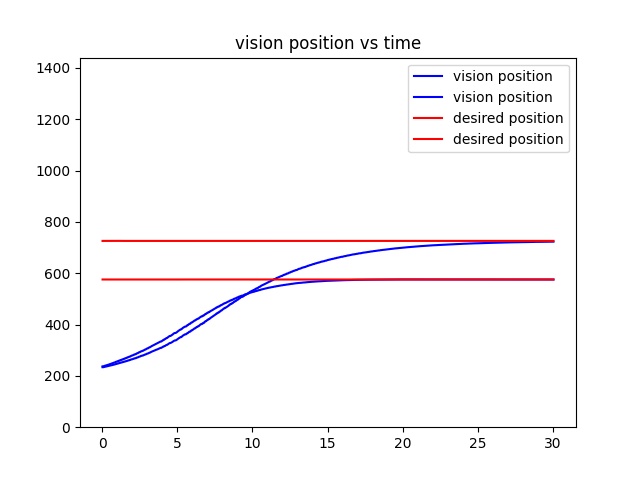 vision position vs time
1400
1200
1000
800
600
400
200
0
vision position
vision position
desired position
desired position
0 5 10 15 20 25 30